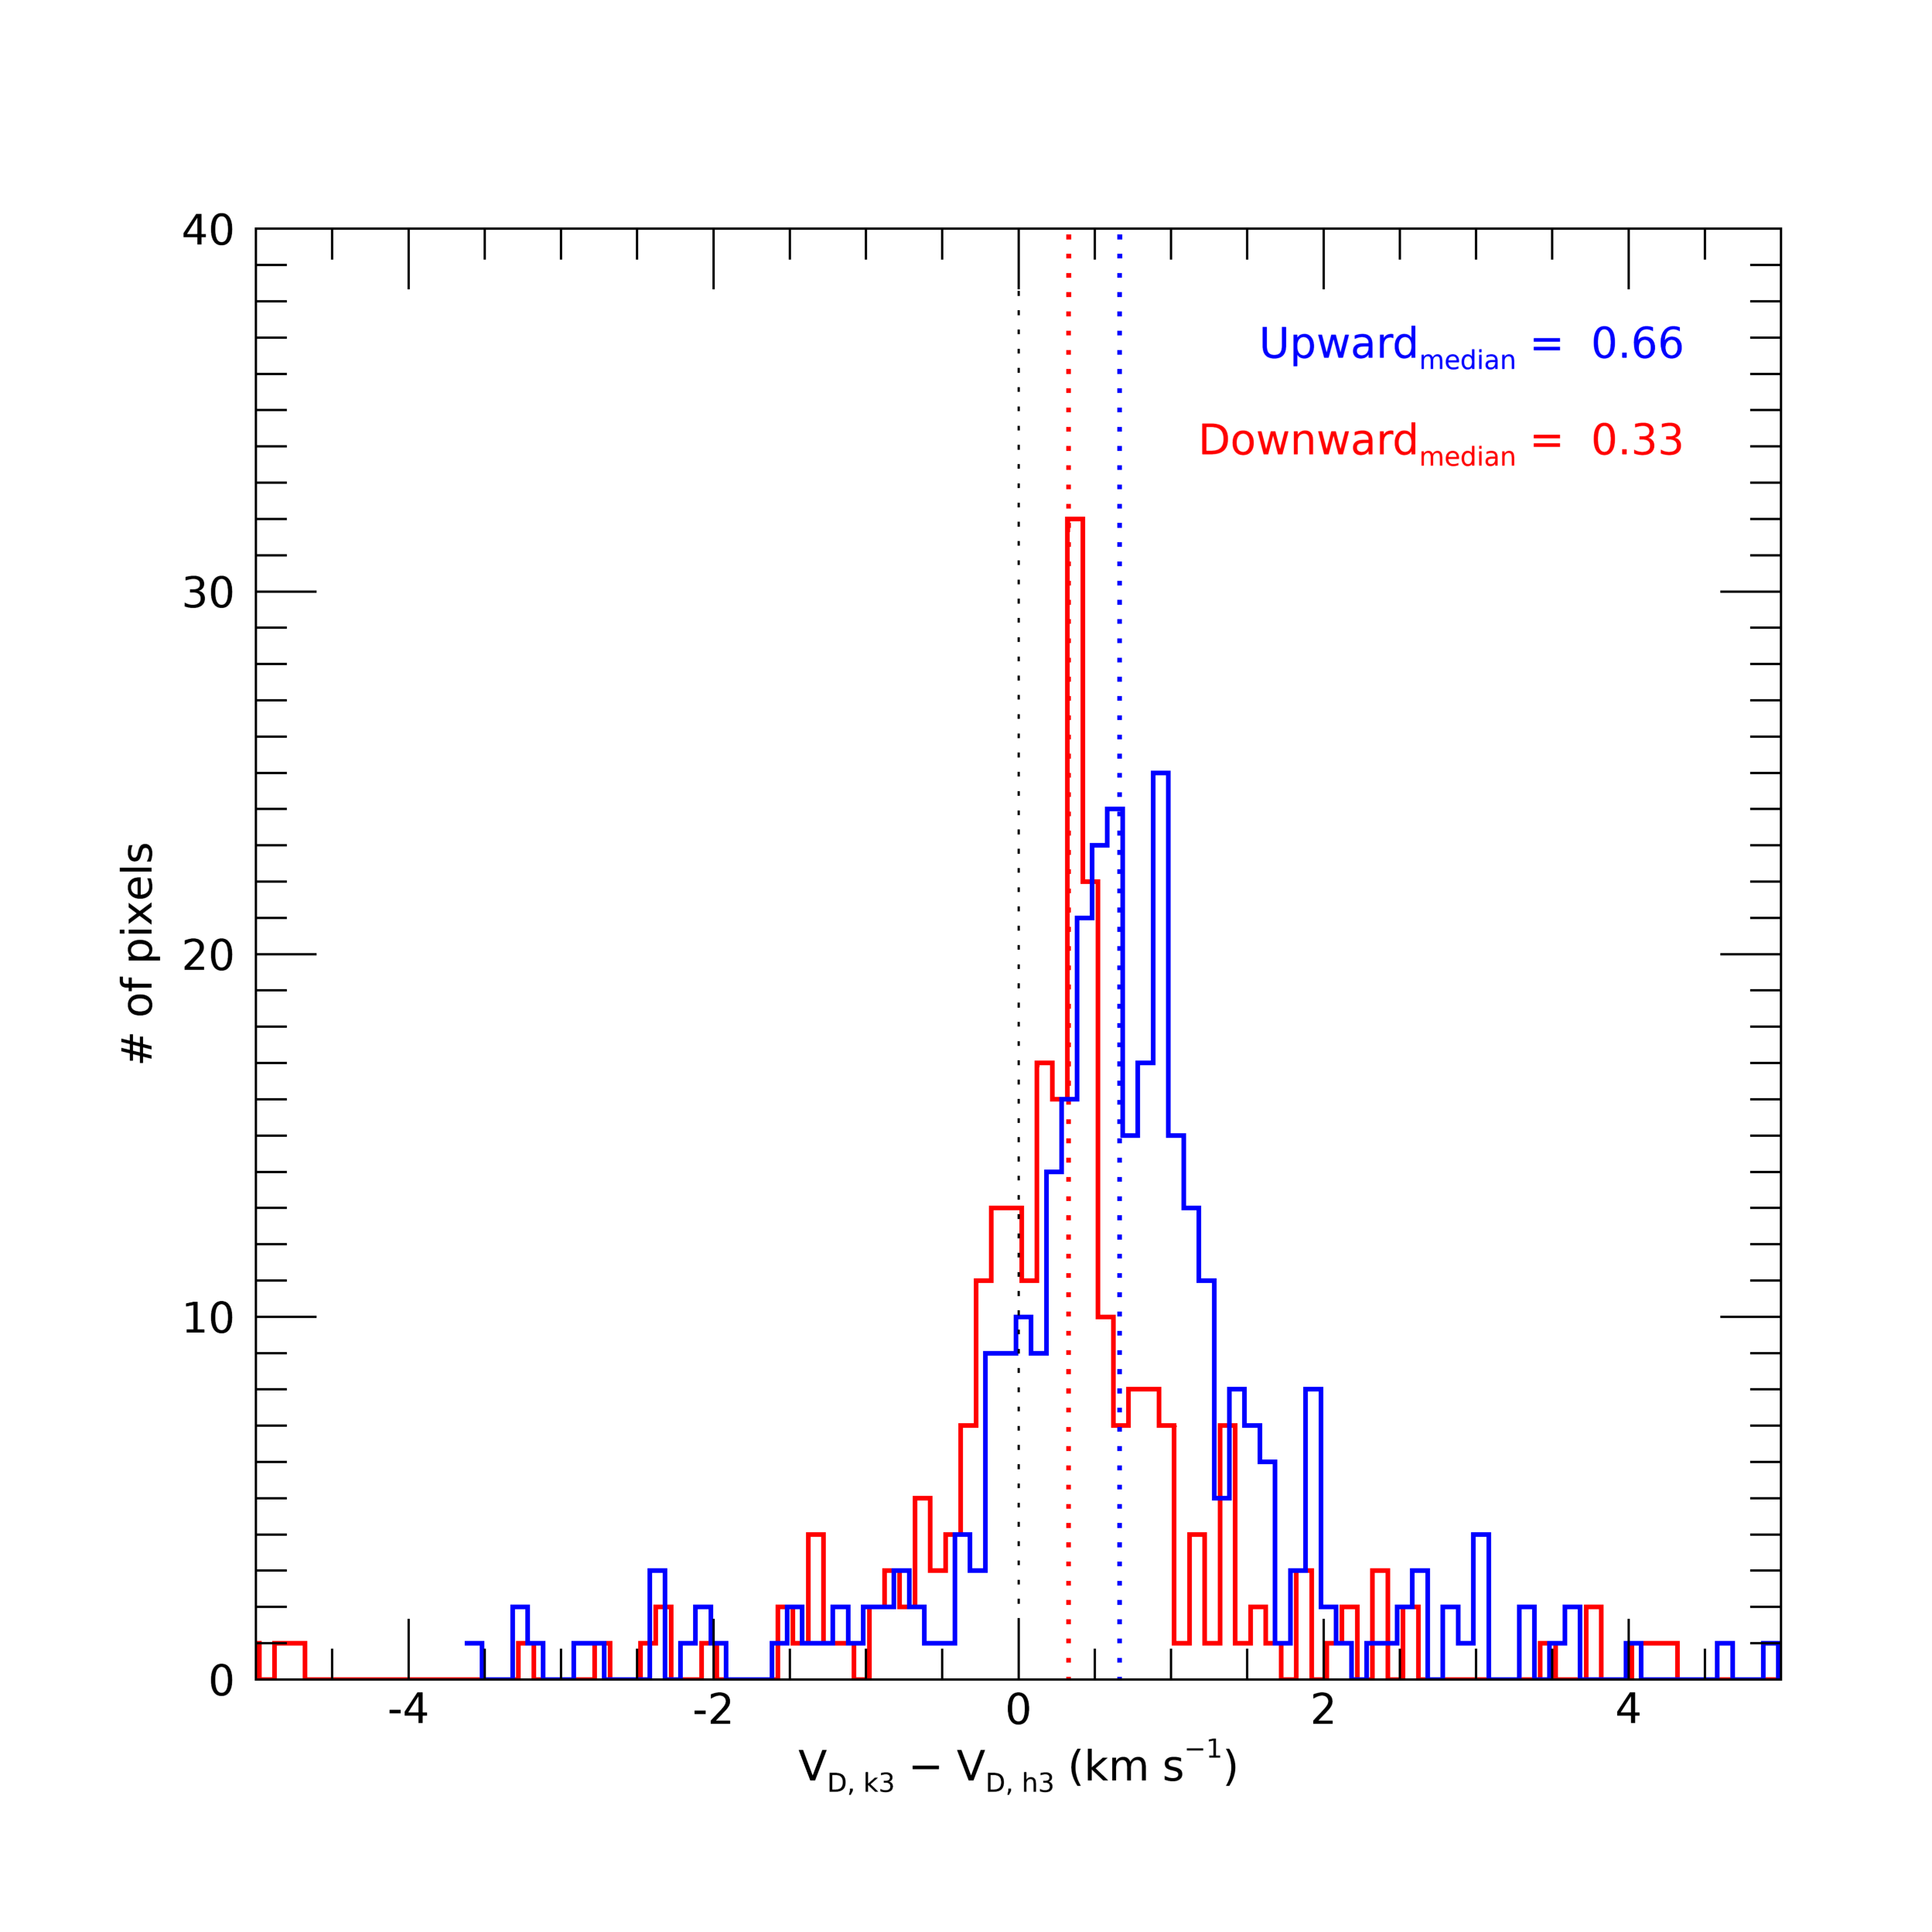 40
30
20
10
0
# of pixels
Upward_median = 0.66
Downward_median = 0.33
-4 -2 0 2 4
V_D, k3 − V_D, h3 (km s⁻¹)